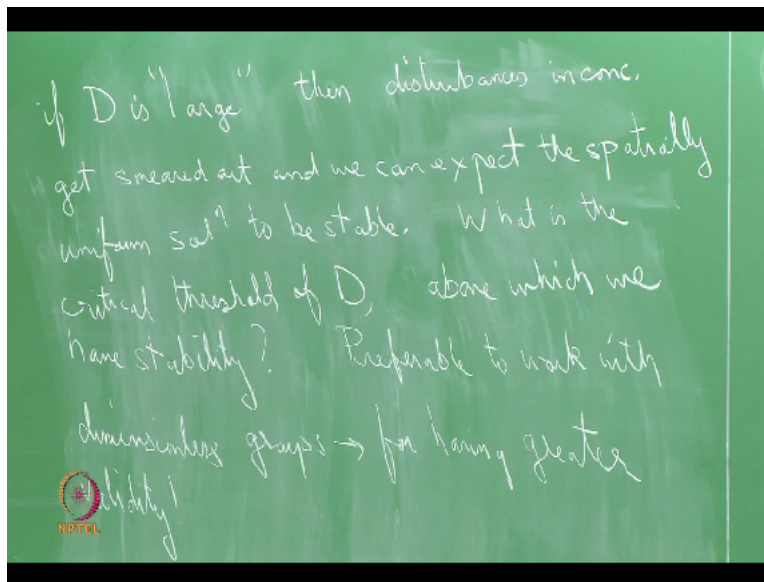 if D is "large" then disturbances in conc.
get smeared out and we can expect the spatially
uniform solⁿ to be stable. What is the
critical threshold of D, above which we
have stability? Preferable to work with
dimensionless groups → for having greater
validity!
NPTEL